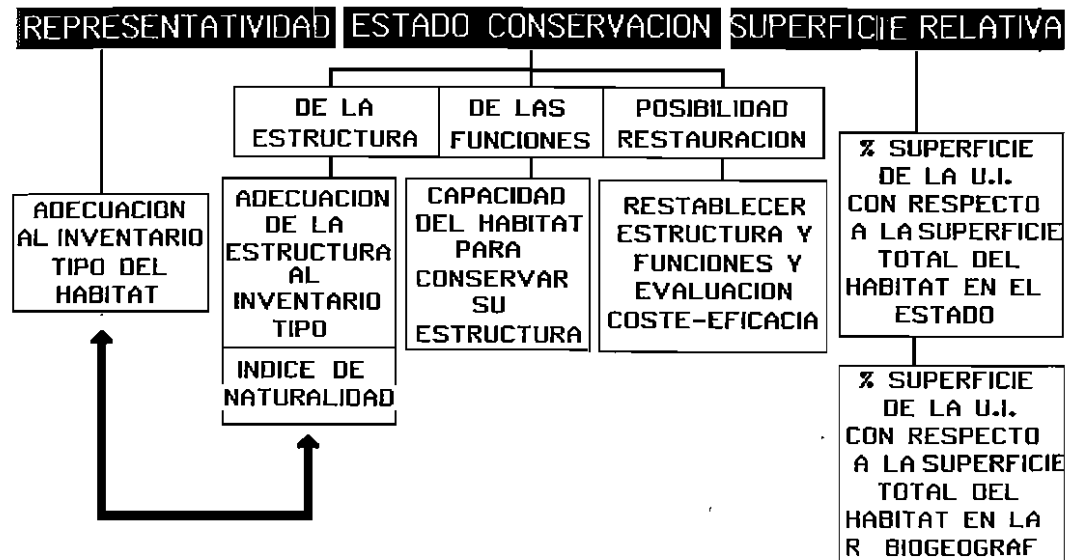 REPRESENTATIVIDAD
ESTADO CONSERVACION
SUPERFICIE RELATIVA
DE LA
ESTRUCTURA
DE LAS
FUNCIONES
POSIBILIDAD
RESTAURACION
ADECUACION
AL INVENTARIO
TIPO DEL
HABITAT
ADECUACION
DE LA
ESTRUCTURA
AL
INVENTARIO
TIPO
INDICE DE
NATURALIDAD
CAPACIDAD
DEL HABITAT
PARA
CONSERVAR
SU
ESTRUCTURA
RESTABLECER
ESTRUCTURA Y
FUNCIONES Y
EVALUACION
COSTE-EFICACIA
% SUPERFICIE
DE LA U.I.
CON RESPECTO
A LA SUPERFICIE
TOTAL DEL
HABITAT EN EL
ESTADO
% SUPERFICIE
DE LA U.I.
CON RESPECTO
A LA SUPERFICIE
TOTAL DEL
HABITAT EN LA
R BIOGEOGRAF